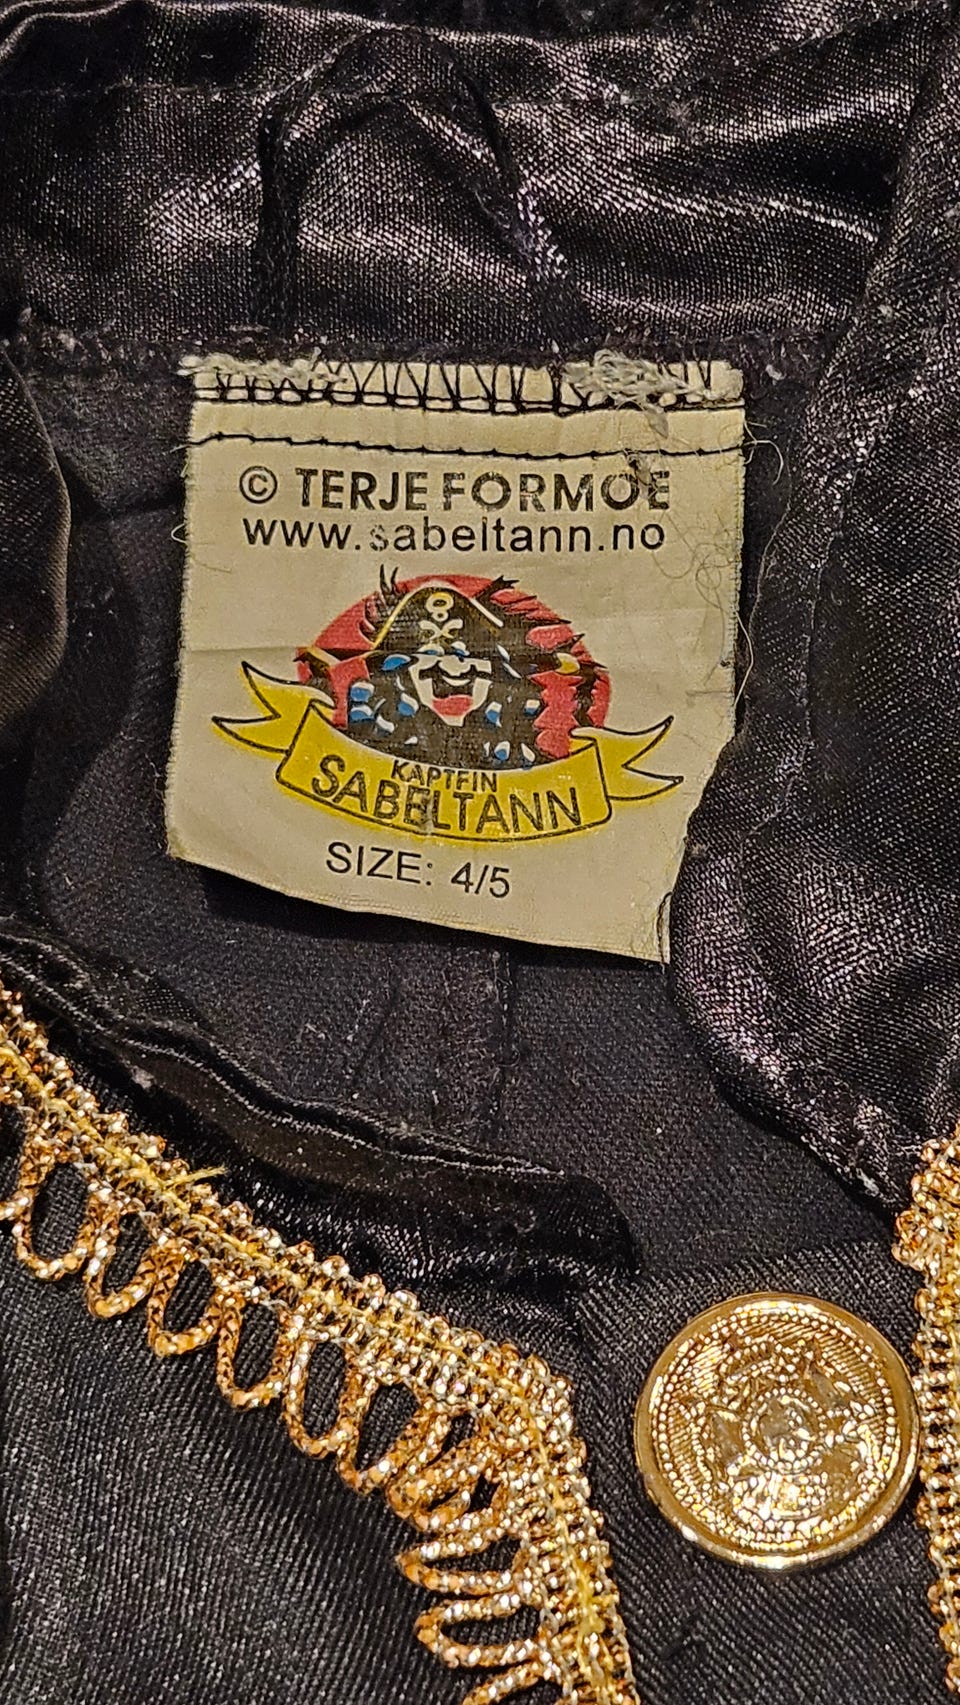 © TERJE FORMOE
www.sabeltann.no
KAPTEIN
SABELTANN
SIZE: 4/5